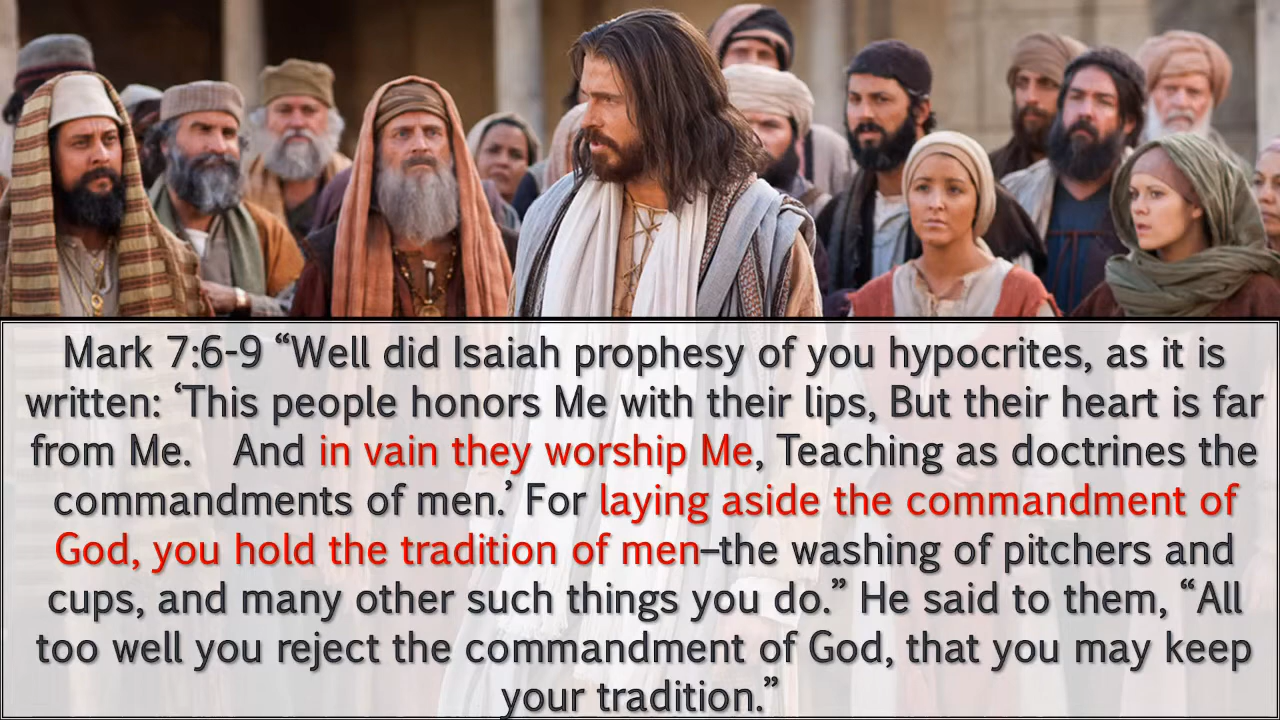 Mark 7:6-9 “Well did Isaiah prophesy of you hypocrites, as it is
written: ‘This people honors Me with their lips, But their heart is far
from Me.   And in vain they worship Me, Teaching as doctrines the
commandments of men.’ For laying aside the commandment of
God, you hold the tradition of men–the washing of pitchers and
cups, and many other such things you do.” He said to them, “All
too well you reject the commandment of God, that you may keep
your tradition.”